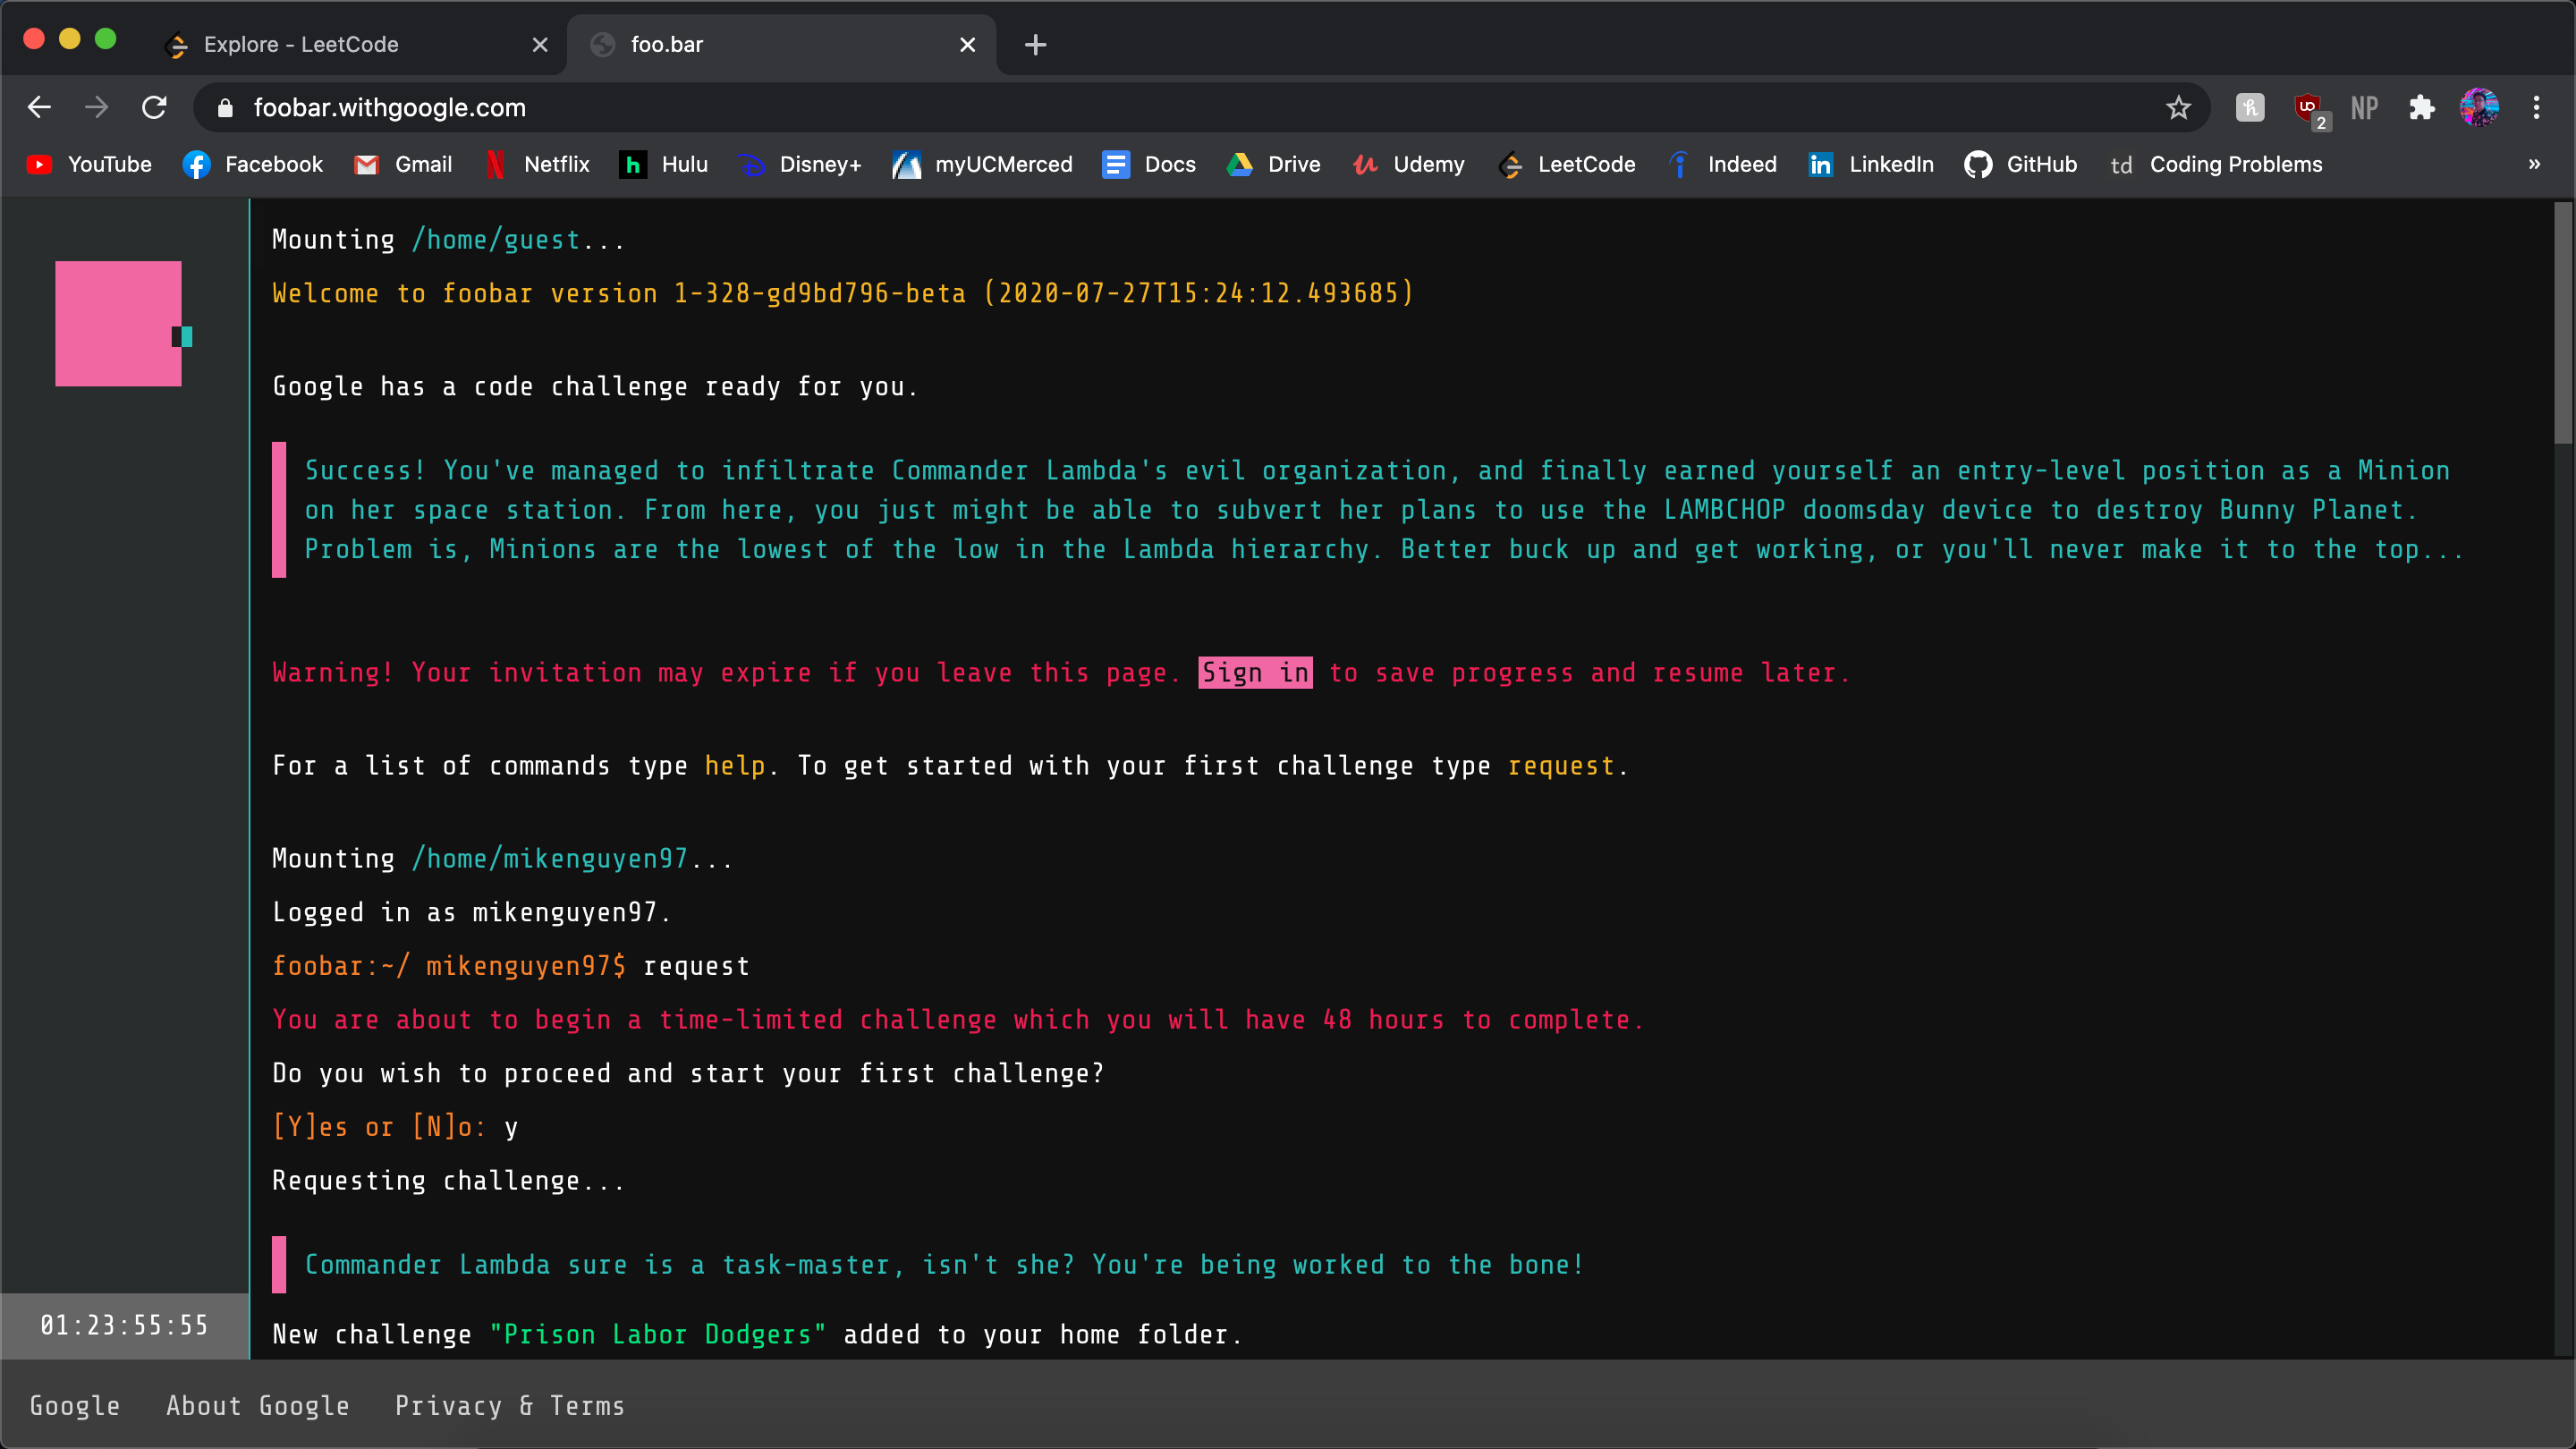 Explore - LeetCode
foo.bar
foobar.withgoogle.com
2
NP
YouTube Facebook Gmail Netflix Hulu Disney+ myUCMerced Docs Drive Udemy LeetCode Indeed LinkedIn GitHub td Coding Problems »
Mounting /home/guest...
Welcome to foobar version 1-328-gd9bd796-beta (2020-07-27T15:24:12.493685)
Google has a code challenge ready for you.
Success! You've managed to infiltrate Commander Lambda's evil organization, and finally earned yourself an entry-level position as a Minion
on her space station. From here, you just might be able to subvert her plans to use the LAMBCHOP doomsday device to destroy Bunny Planet.
Problem is, Minions are the lowest of the low in the Lambda hierarchy. Better buck up and get working, or you'll never make it to the top...
Warning! Your invitation may expire if you leave this page. Sign in to save progress and resume later.
For a list of commands type help. To get started with your first challenge type request.
Mounting /home/mikenguyen97...
Logged in as mikenguyen97.
foobar:~/ mikenguyen97$ request
You are about to begin a time-limited challenge which you will have 48 hours to complete.
Do you wish to proceed and start your first challenge?
[Y]es or [N]o: y
Requesting challenge...
Commander Lambda sure is a task-master, isn't she? You're being worked to the bone!
New challenge "Prison Labor Dodgers" added to your home folder.
01:23:55:55
Google About Google Privacy & Terms